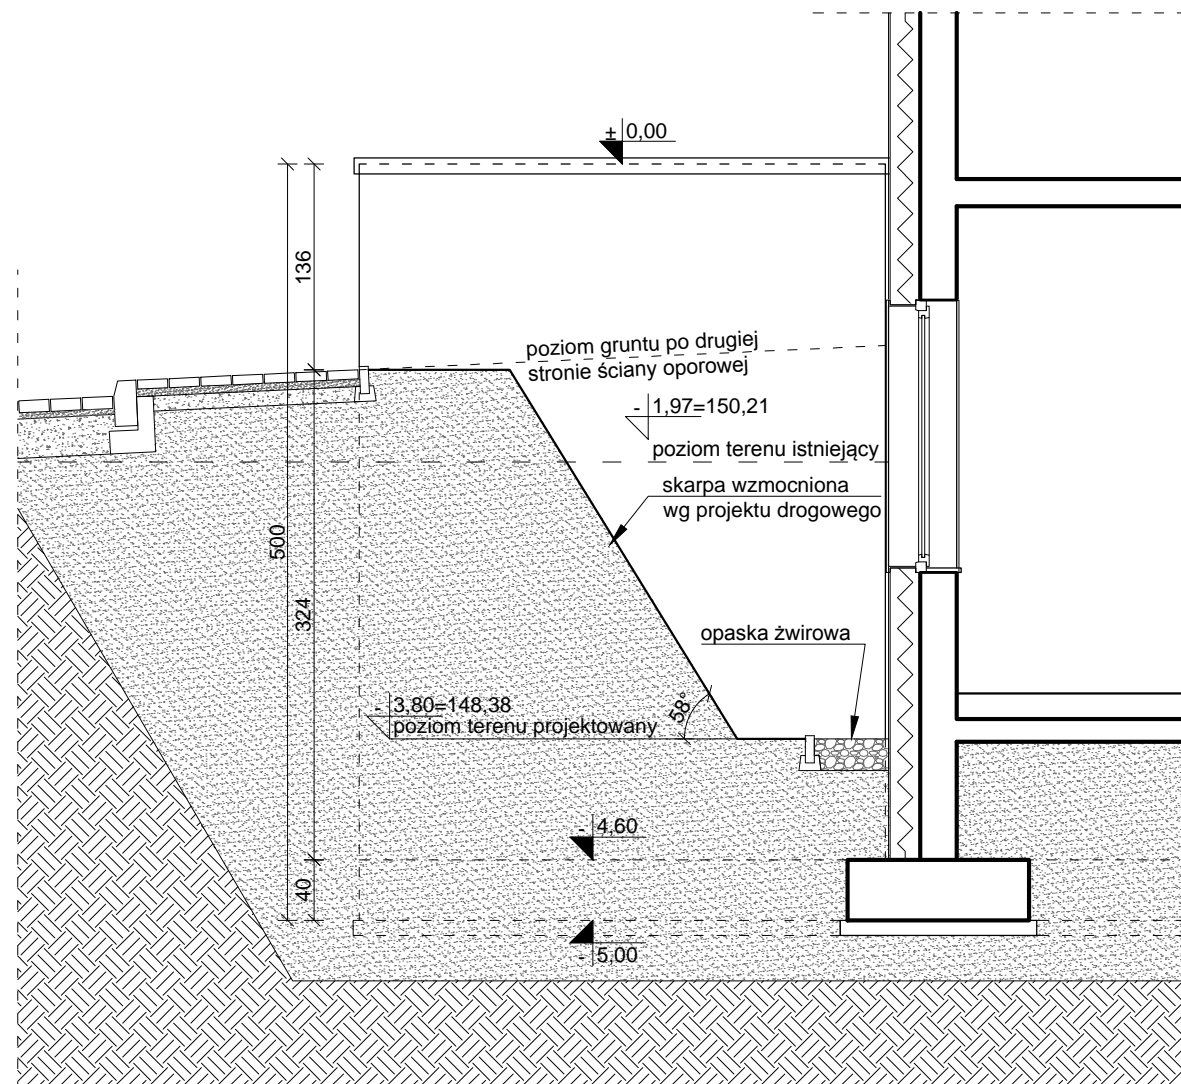 ± 0,00
136
poziom gruntu po drugiej
stronie ściany oporowej
- 1,97=150,21
poziom terenu istniejący
skarpa wzmocniona
wg projektu drogowego
500
324
opaska żwirowa
- 3,80=148,38
poziom terenu projektowany
58°
- 4,60
40
- 5,00